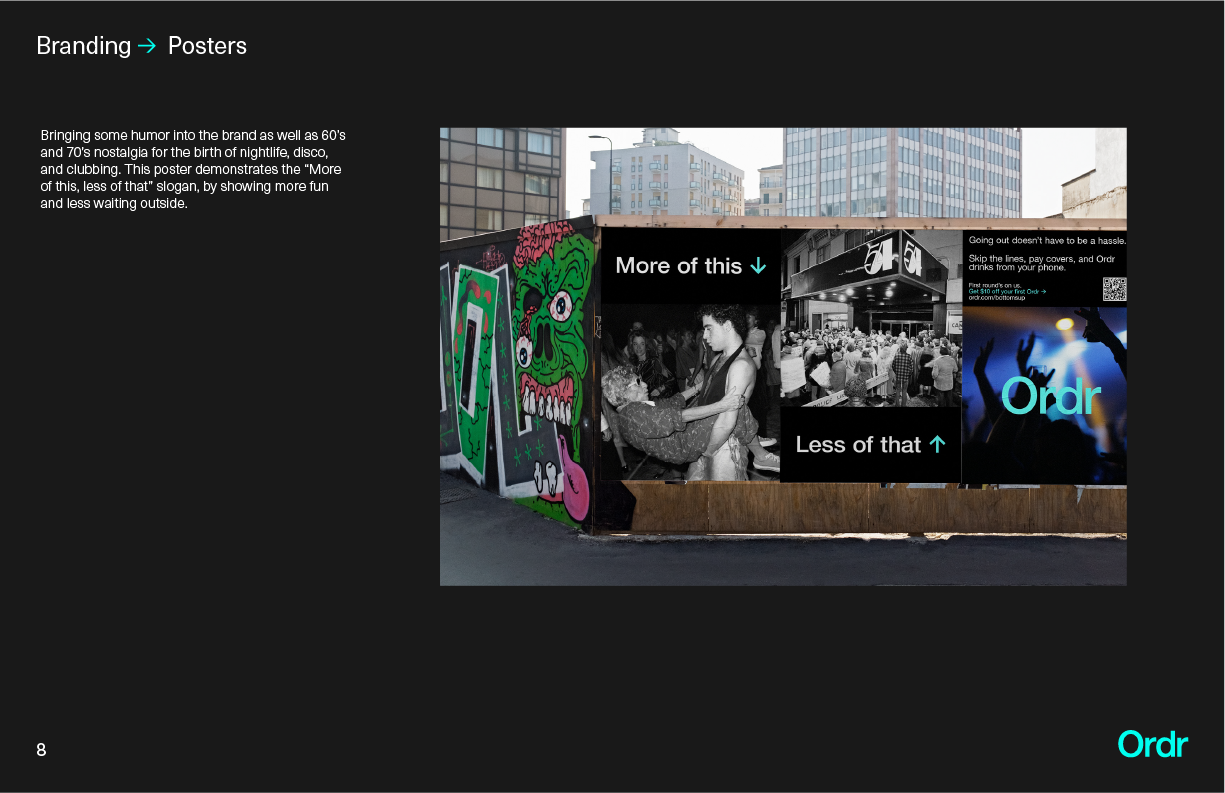 Branding → Posters
Bringing some humor into the brand as well as 60's
and 70's nostalgia for the birth of nightlife, disco,
and clubbing. This poster demonstrates the “More
of this, less of that” slogan, by showing more fun
and less waiting outside.
More of this ↓
54 54
Less of that ↑
Going out doesn't have to be a hassle.
Skip the lines, pay covers, and Ordr
drinks from your phone.
First round's on us.
Get $10 off your first Ordr →
ordr.com/bottomsup
Ordr
8
Ordr